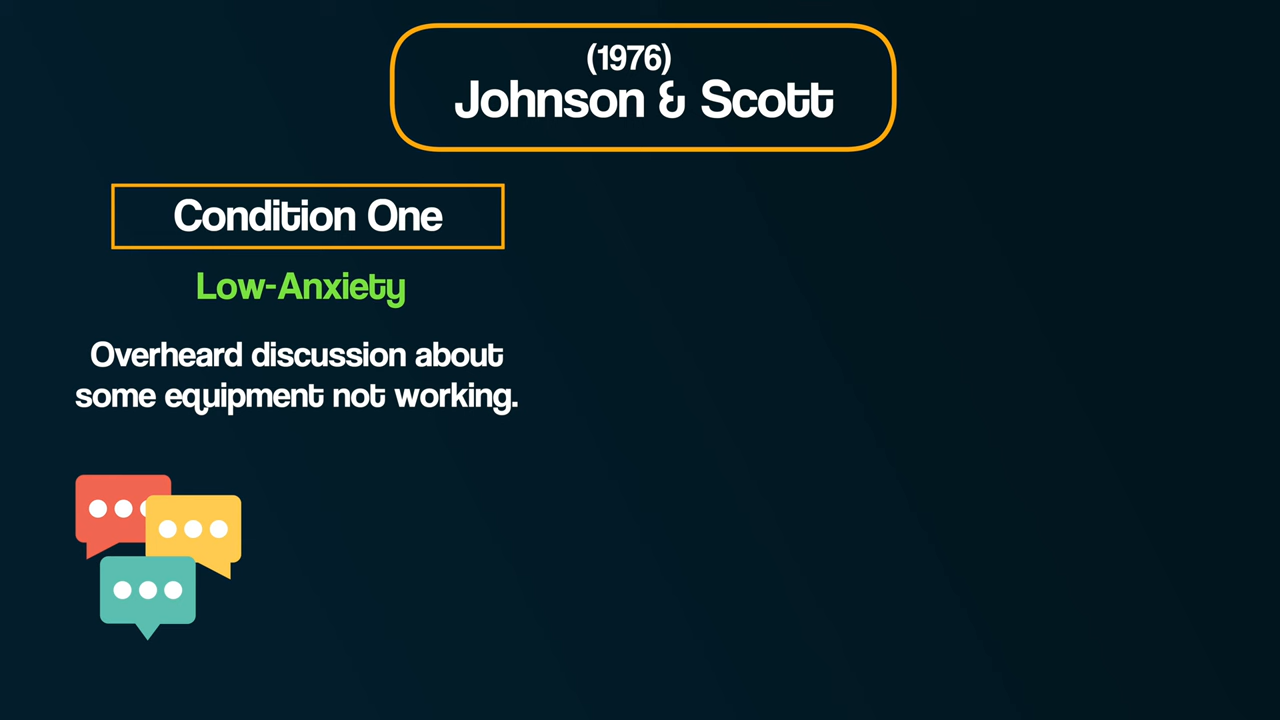 (1976)
Johnson & Scott
Condition One
Low-Anxiety
Overheard discussion about
some equipment not working.